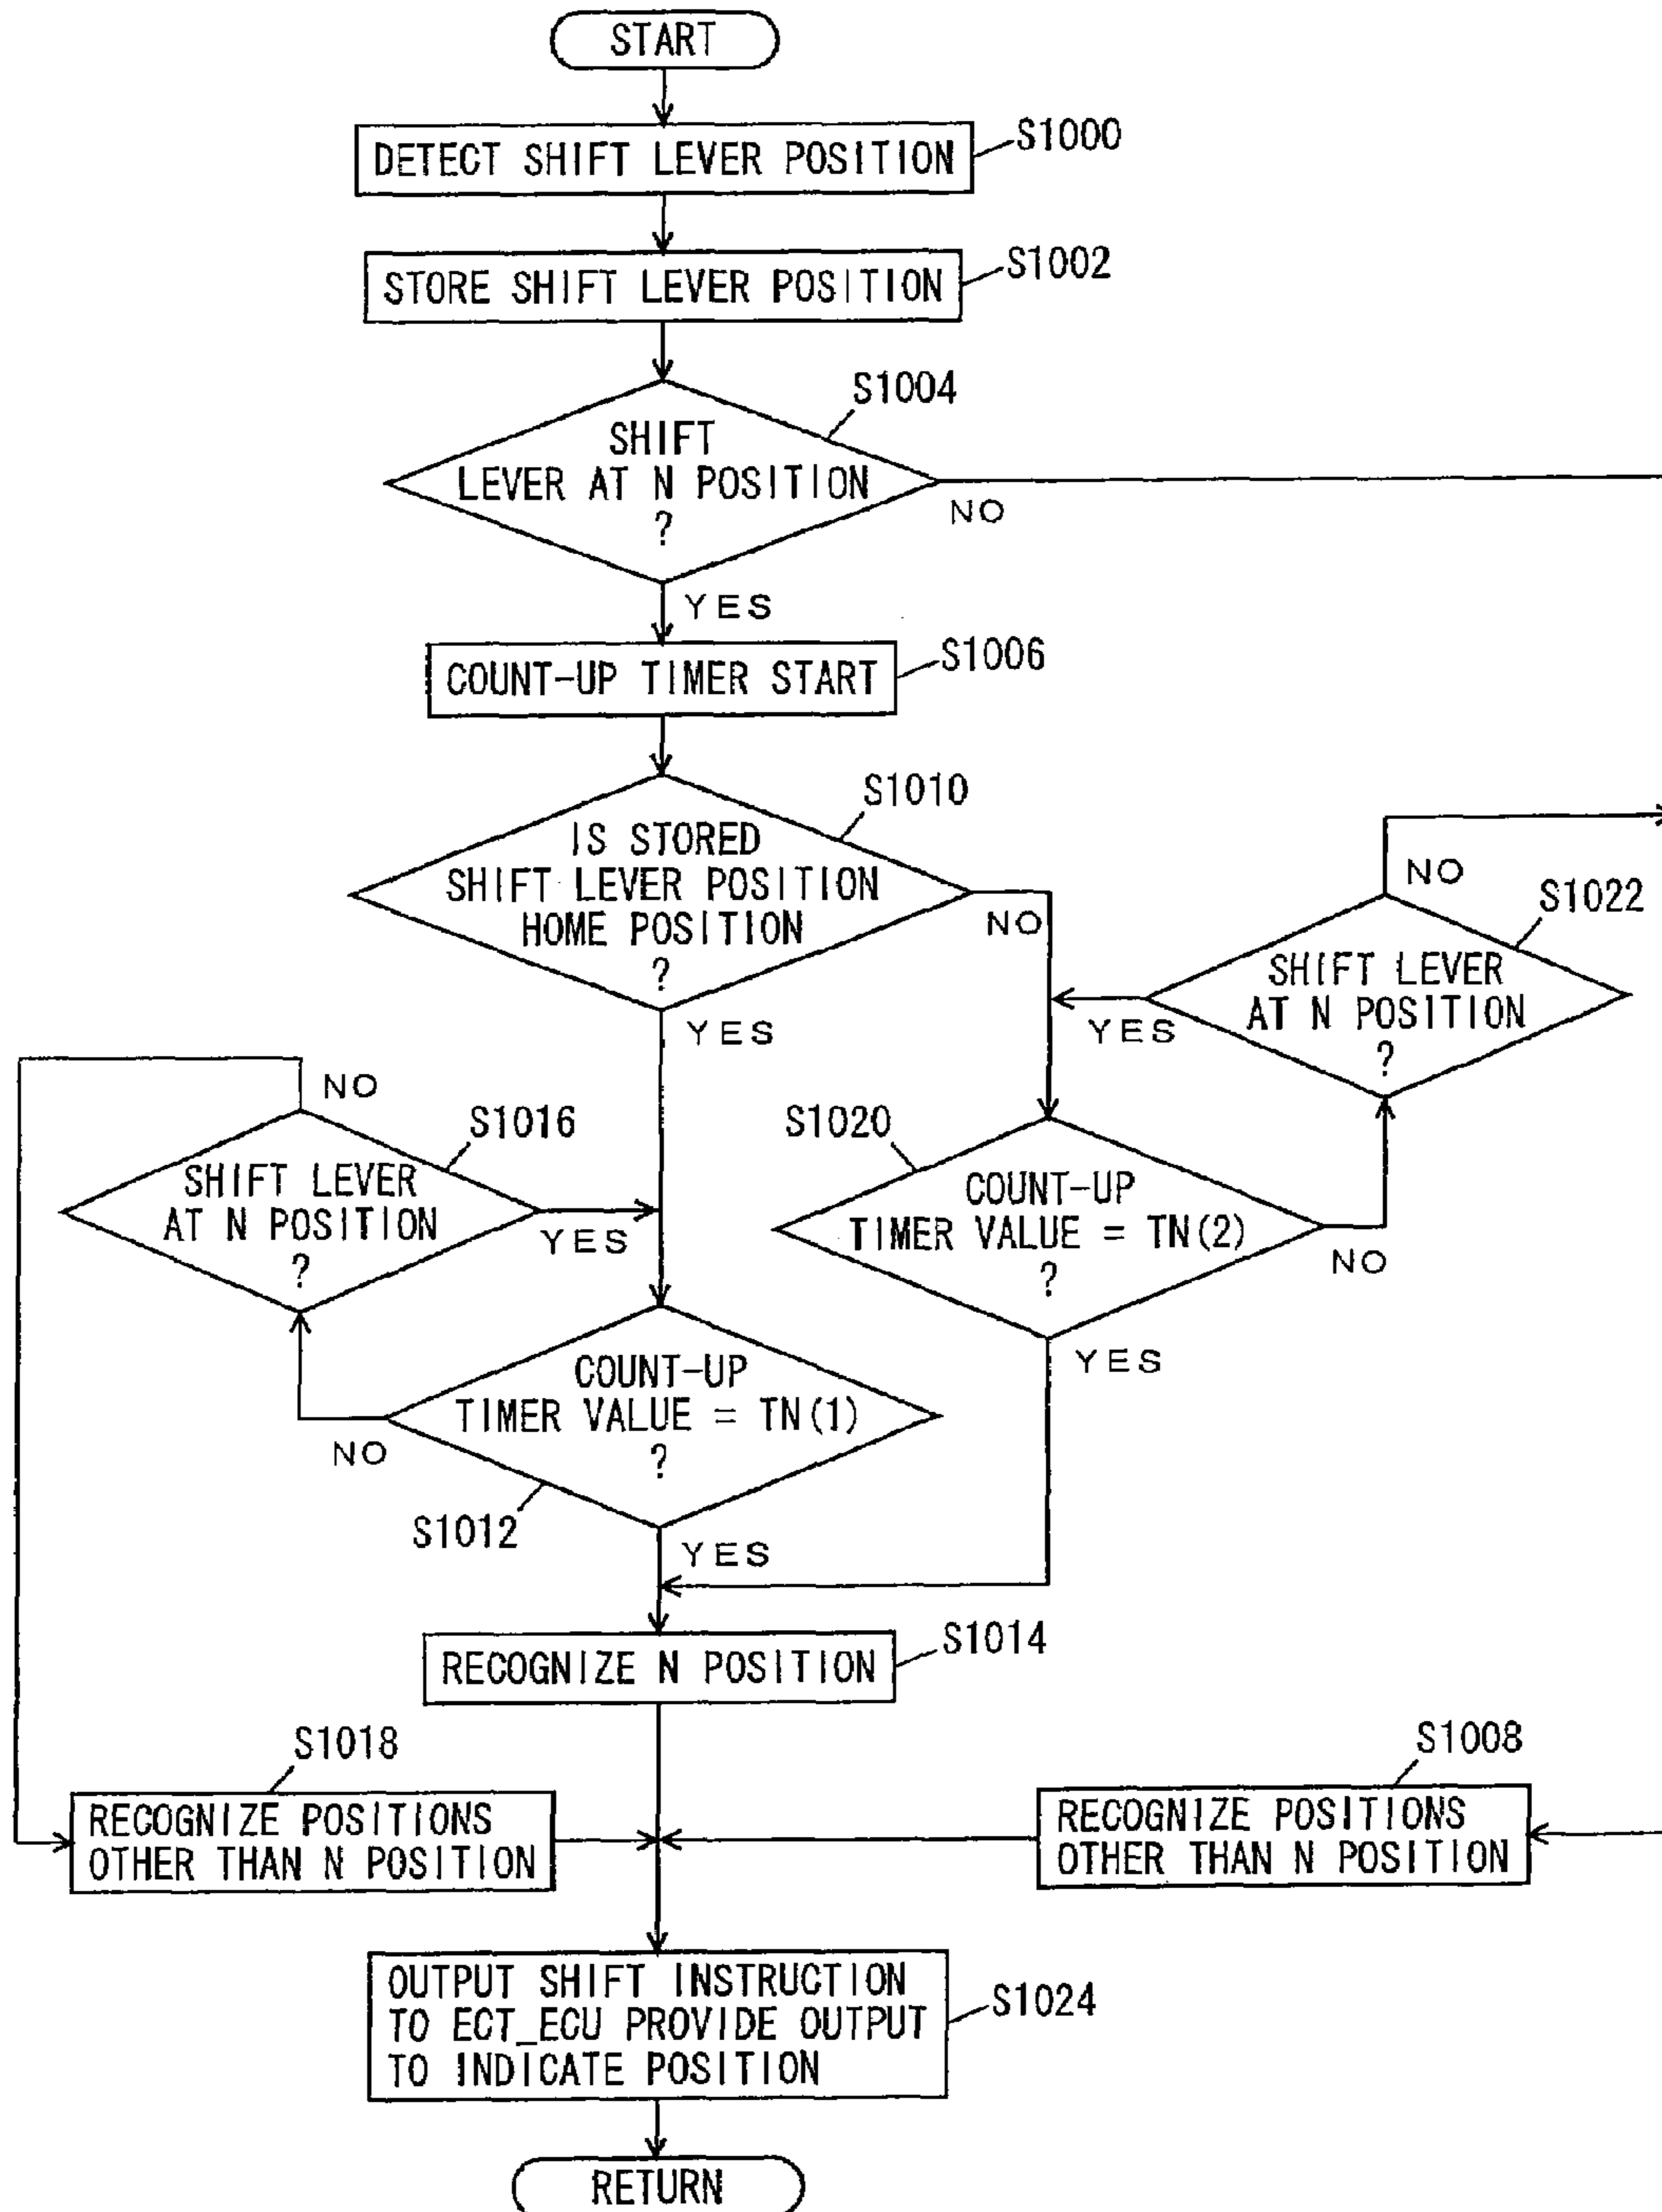 START
DETECT SHIFT LEVER POSITION
S1000
STORE SHIFT LEVER POSITION
S1002
S1004
SHIFT
LEVER AT N POSITION
?
NO
YES
COUNT-UP TIMER START
S1006
S1010
IS STORED
SHIFT LEVER POSITION
HOME POSITION
?
NO
YES
NO
S1022
SHIFT LEVER
AT N POSITION
?
YES
NO
S1016
SHIFT LEVER
AT N POSITION
?
YES
S1020
COUNT-UP
TIMER VALUE = TN(2)
?
NO
YES
COUNT-UP
TIMER VALUE = TN(1)
?
NO
S1012
YES
RECOGNIZE N POSITION
S1014
S1018
RECOGNIZE POSITIONS
OTHER THAN N POSITION
S1008
RECOGNIZE POSITIONS
OTHER THAN N POSITION
OUTPUT SHIFT INSTRUCTION
TO ECT_ECU PROVIDE OUTPUT
TO INDICATE POSITION
S1024
RETURN